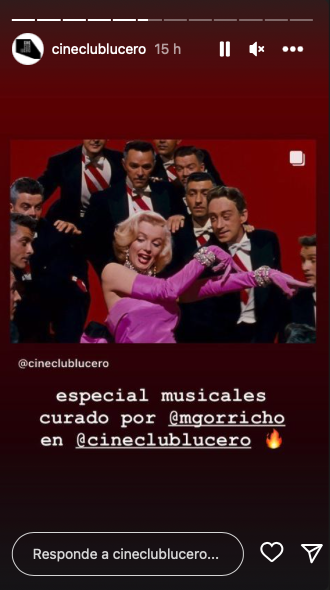 cineclublucero 15 h
@cineclublucero
especial musicales
curado por @mgorricho
en @cineclublucero 🔥
Responde a cineclublucero...